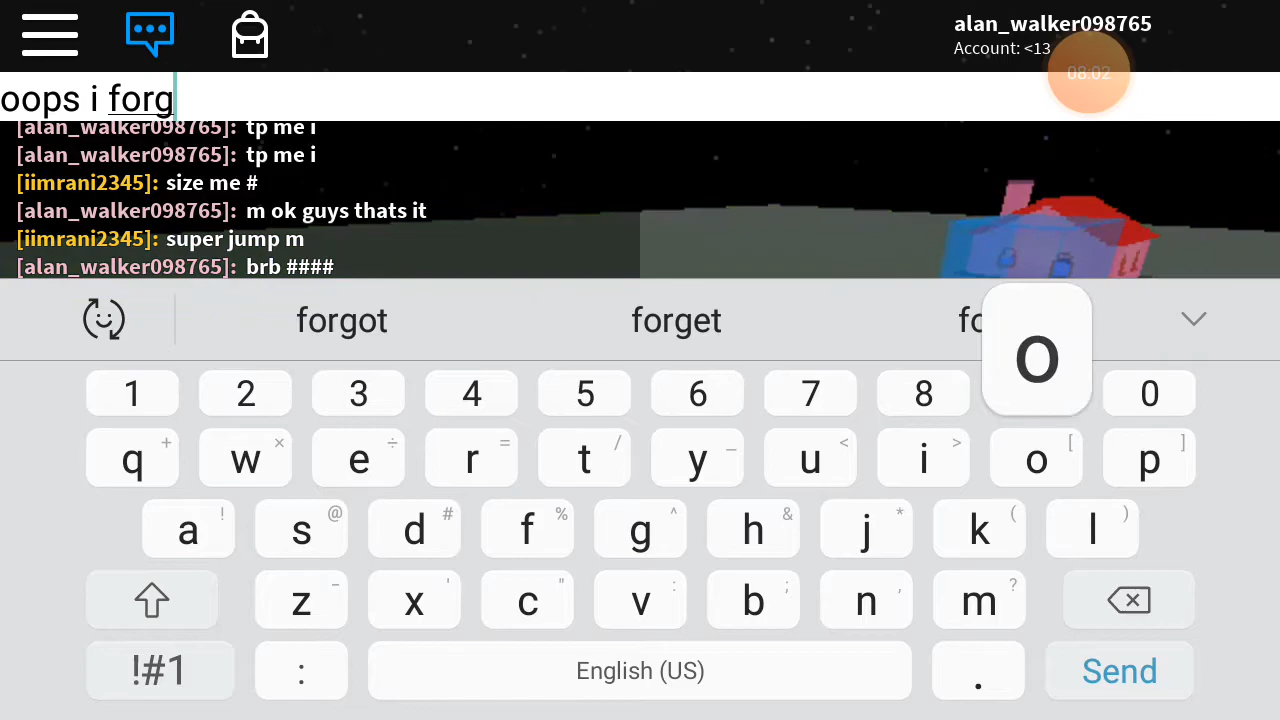 alan_walker098765
Account: <13
08:02
oops i forg
[alan_walker098765]: tp me i
[alan_walker098765]: tp me i
[iimrani2345]: size me #
[alan_walker098765]: m ok guys thats it
[iimrani2345]: super jump m
[alan_walker098765]: brb ####
forgot forget fo
o
1 2 3 4 5 6 7 8 0
q + w × e ÷ r = t / y _ u < i > o [ p ]
a ! s @ d # f % g ^ h & j * k ( l )
z - x ' c " v : b ; n , m ?
!#1 : English (US) . Send